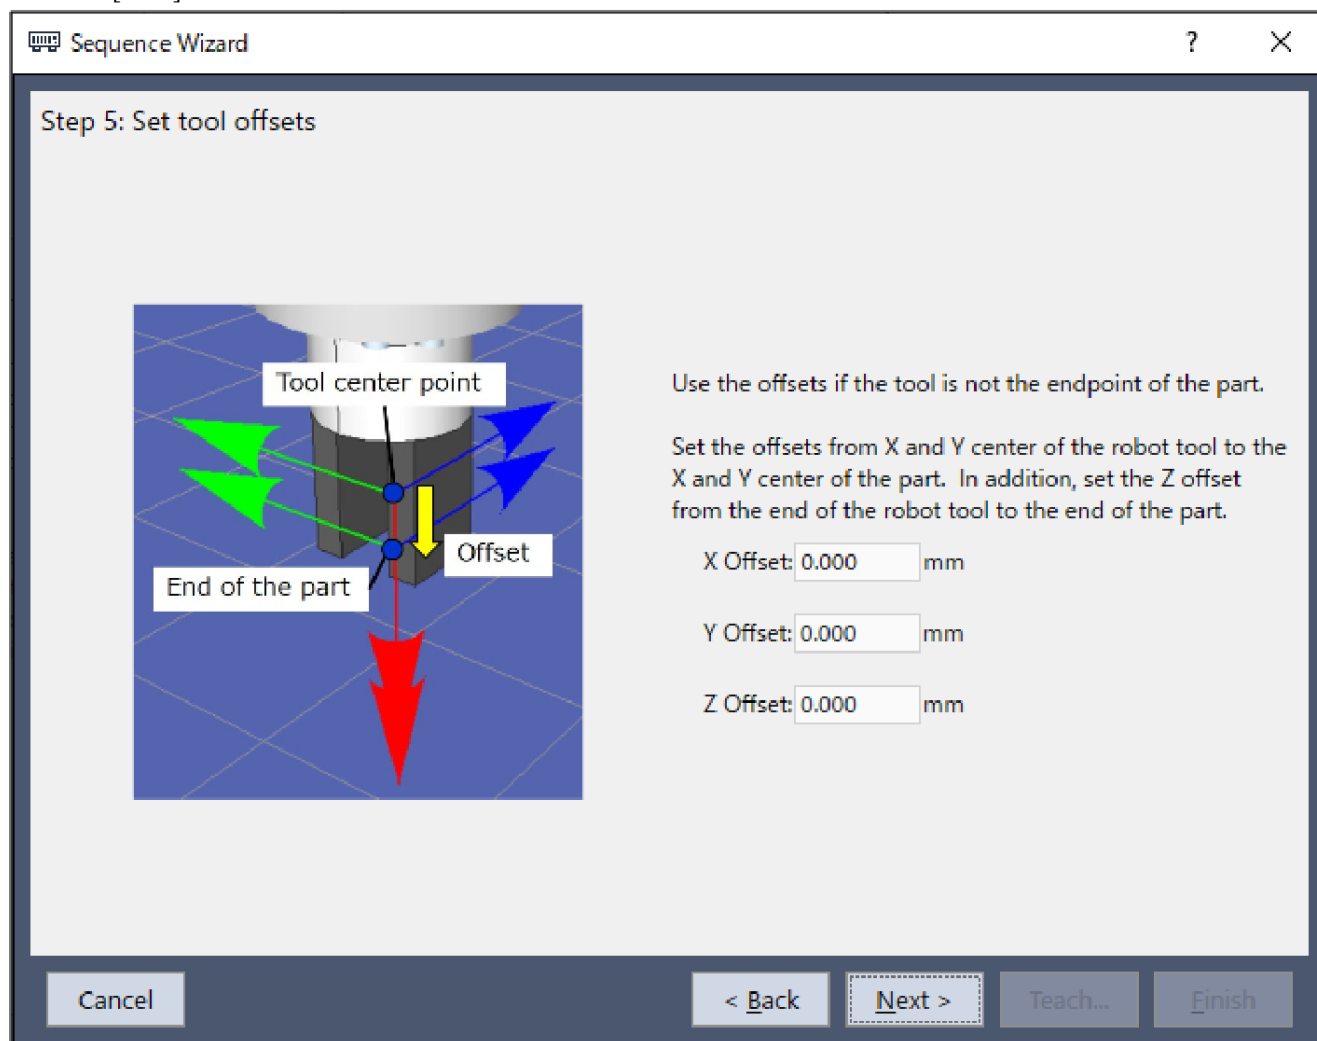 Sequence Wizard
?
Step 5: Set tool offsets
Tool center point
Offset
End of the part
Use the offsets if the tool is not the endpoint of the part.
Set the offsets from X and Y center of the robot tool to the
X and Y center of the part. In addition, set the Z offset
from the end of the robot tool to the end of the part.
X Offset: 0.000 mm
Y Offset: 0.000 mm
Z Offset: 0.000 mm
Cancel
< Back
Next >
Teach...
Finish